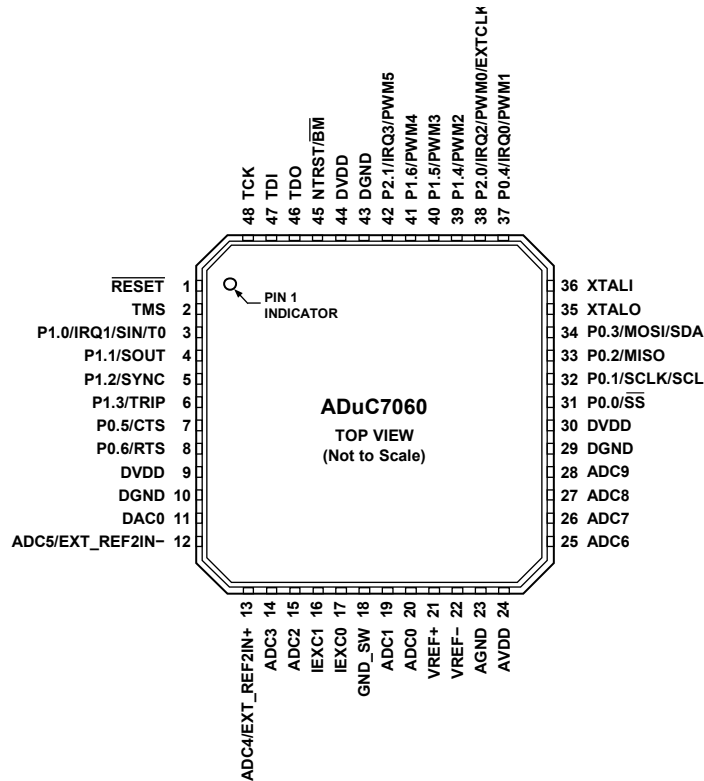 48 TCK
47 TDI
46 TDO
45 NTRST/B̅M̅
44 DVDD
43 DGND
42 P2.1/IRQ3/PWM5
41 P1.6/PWM4
40 P1.5/PWM3
39 P1.4/PWM2
38 P2.0/IRQ2/PWM0/EXTCLK
37 P0.4/IRQ0/PWM1
R̅E̅S̅E̅T̅ 1
TMS 2
P1.0/IRQ1/SIN/T0 3
P1.1/SOUT 4
P1.2/SYNC 5
P1.3/TRIP 6
P0.5/CTS 7
P0.6/RTS 8
DVDD 9
DGND 10
DAC0 11
ADC5/EXT_REF2IN− 12
PIN 1
INDICATOR
ADuC7060
TOP VIEW
(Not to Scale)
36 XTALI
35 XTALO
34 P0.3/MOSI/SDA
33 P0.2/MISO
32 P0.1/SCLK/SCL
31 P0.0/S̅S̅
30 DVDD
29 DGND
28 ADC9
27 ADC8
26 ADC7
25 ADC6
ADC4/EXT_REF2IN+ 13
ADC3 14
ADC2 15
IEXC1 16
IEXC0 17
GND_SW 18
ADC1 19
ADC0 20
VREF+ 21
VREF− 22
AGND 23
AVDD 24